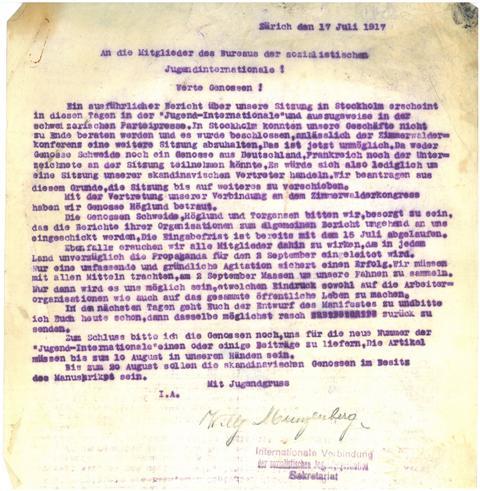 Zürich den 17 Juli 1917
An die Mitglieder des Bureaus der sozialistischen
Jugendinternationale !
Werte Genossen !
Ein ausführlicher Bericht über unsere Sitzung in Stockholm erscheint
in diesen Tagen in der "Jugend-Internationale" und auszugsweise in der
schweizerischen Parteipresse. In Stockholm konnten unsere Geschäfte nicht
zu Ende beraten werden und es wurde beschlossen, anlässlich der Zimmerwalder-
konferenz eine weitere Sitzung abzuhalten. Das ist jetzt unmöglich. Da weder
Genosse Schweide noch ein Genosse aus Deutschland, Frankreich noch der Unter-
zeichnete an der Sitzung teilnehmen könnte. Es würde sich also lediglich um
eine Sitzung unserer skandinavischen Vertreter handeln. Wir beantragen aus
diesem Grunde, die Sitzung bis auf weiteres zu verschieben.
Mit der Vertretung unserer Verbindung an dem Zimmerwalderkongress
haben wir Genosse Höglund betraut.
Die Genossen Schweide, Höglund und Torgensen bitten wir, besorgt zu sein,
das die Berichte ihrer Organisationen zum allgemeinen Bericht umgehend an uns
eingeschickt werden. Die Eingabefrist ist bereits mit dem 15 Juli abgelaufen.
Ebenfalls ersuchen wir alle Mitglieder dahin zu wirken, dass in jedem
Land unverzüglich die Propaganda für den 2 September eingeleitet wird.
Nur eine umfassende und gründliche Agitation sichert einen Erfolg. Wir müssen
mit allen Mitteln trachten, am 2 September Massen um unsere Fahnen zu sammeln.
Nur dann wird es uns möglich sein, etwelchen Eindruck sowohl auf die Arbeiter-
organisationen wie auch auf das gesammte öffentliche Leben zu machen.
In den nächsten Tagen geht Euch der Entwurf des Manifestes zu und bitte
ich Euch heute schon, dann dasselbe möglichst rasch zurück zu
senden.
Zum Schluss bitte ich die Genossen noch, uns für die neue Nummer der
"Jugend-Internationale" einen oder einige Beiträge zu liefern. Die Artikel
müssen bis zum 10 August in unseren Händen sein.
Bis zum 20 August sollen die skandinavischen Genossen im Besitz
des Manuskripts sein.
Mit Jugendgruss
I.A.
Willy Münzenberg.
Internationale Verbindung
der sozialistischen Jugendorganisationen
Sekretariat